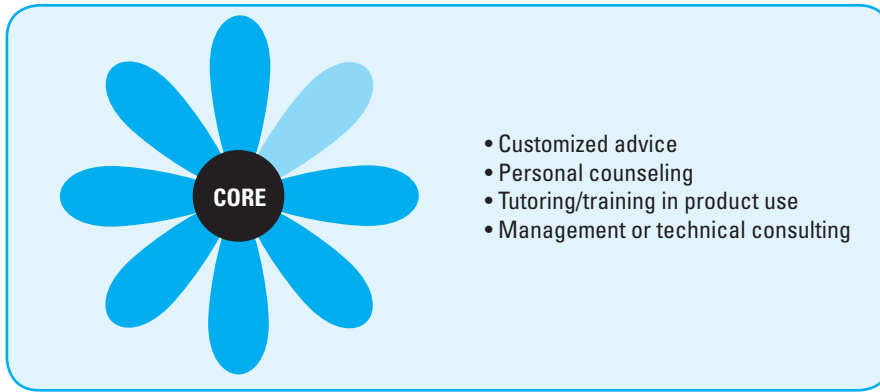 CORE
• Customized advice
• Personal counseling
• Tutoring/training in product use
• Management or technical consulting